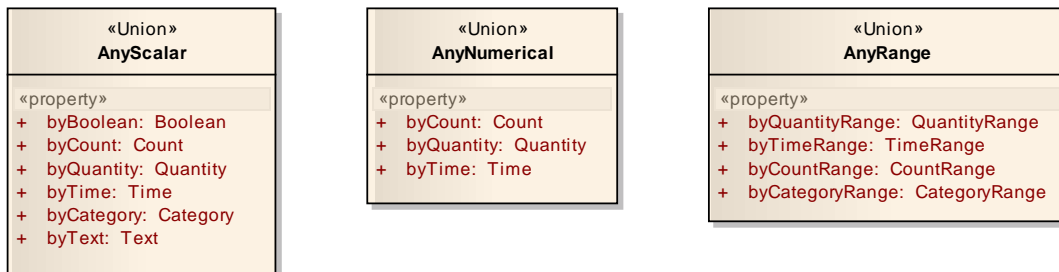 «Union»
AnyScalar
«property»
+ byBoolean: Boolean
+ byCount: Count
+ byQuantity: Quantity
+ byTime: Time
+ byCategory: Category
+ byText: Text
«Union»
AnyNumerical
«property»
+ byCount: Count
+ byQuantity: Quantity
+ byTime: Time
«Union»
AnyRange
«property»
+ byQuantityRange: QuantityRange
+ byTimeRange: TimeRange
+ byCountRange: CountRange
+ byCategoryRange: CategoryRange